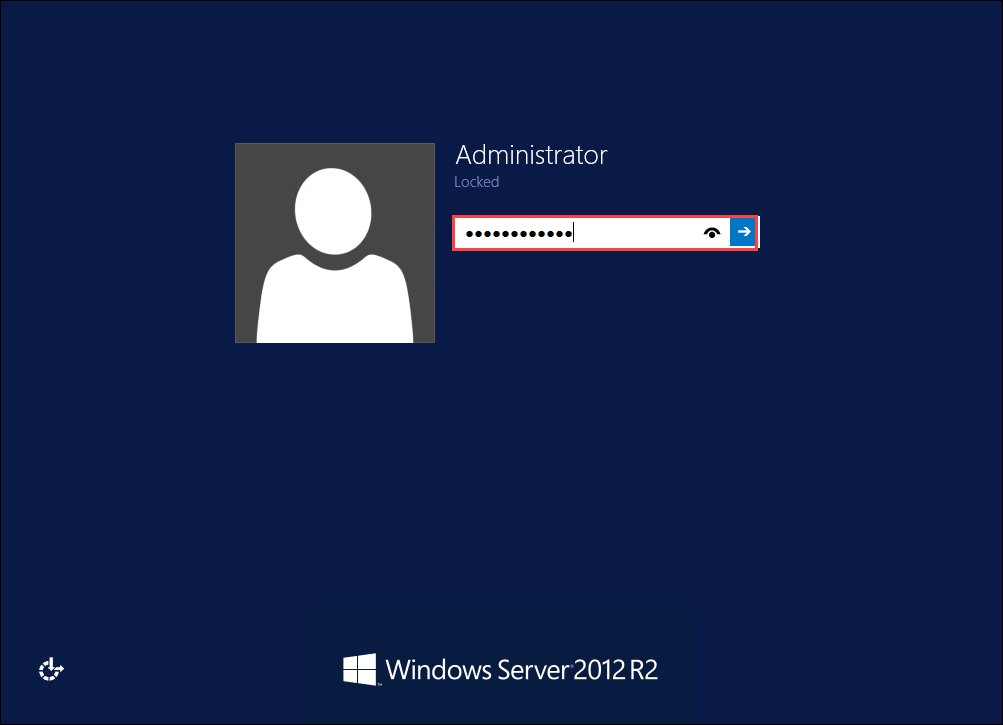 Administrator
Locked
••••••••••••
Windows Server 2012 R2